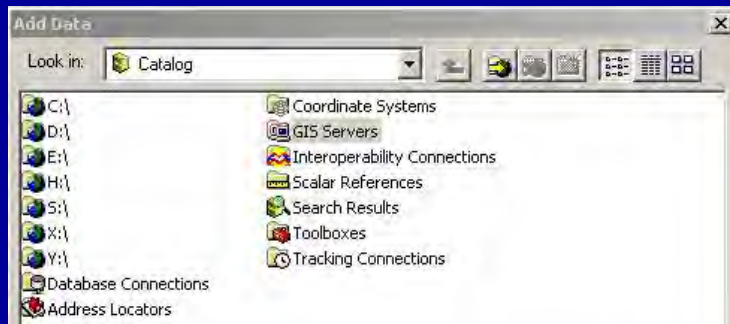 Add Data
Look in: Catalog
C:\
D:\
E:\
H:\
S:\
X:\
Y:\
Database Connections
Address Locators
Coordinate Systems
GIS Servers
Interoperability Connections
Scalar References
Search Results
Toolboxes
Tracking Connections